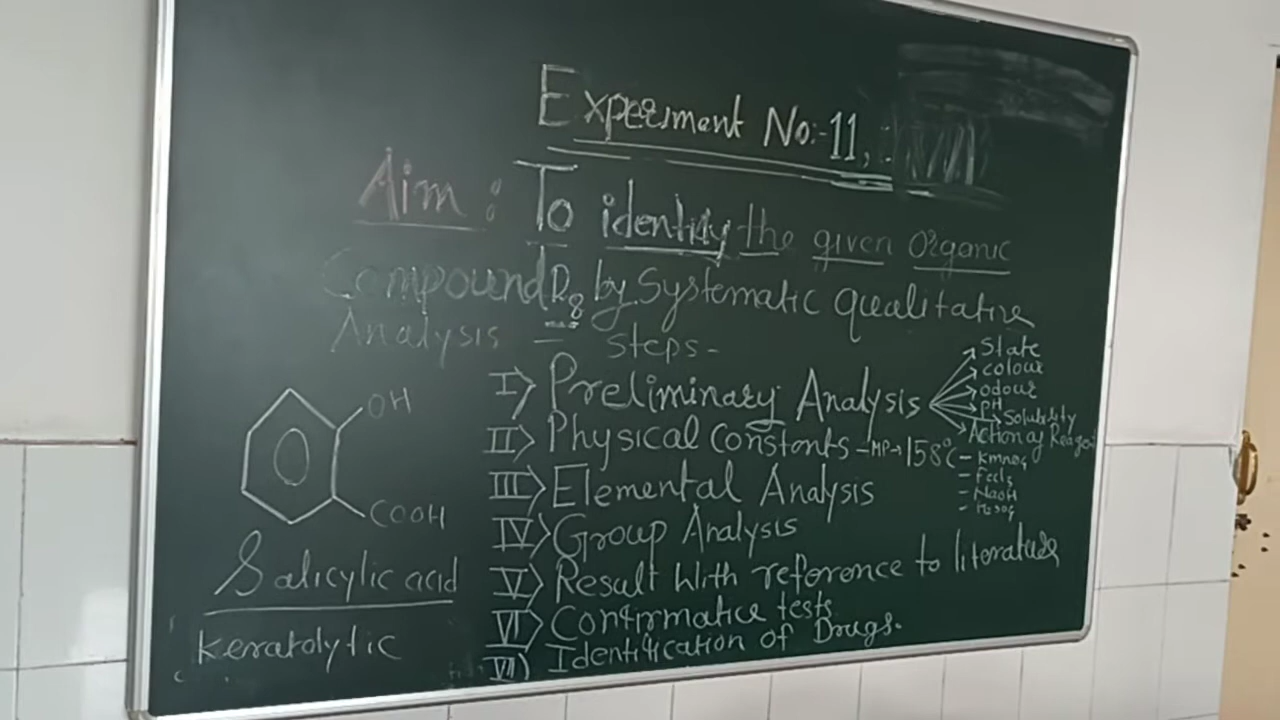 Experiment No:-11,
Aim: To identify the given Organic
Compound by Systematic Qualitative
Analysis = Steps-
I) Preliminary Analysis
State
colour
odour
PH
Solubility
Action of Reagent
- Kmno4
- Fecl3
- NaOH
- H2SO4
II) Physical Constants - MP→ 158°C
III) Elemental Analysis
IV) Group Analysis
V) Result With reference to literature
VI) Confirmatice tests
VII) Identification of Drugs.
OH
COOH
Salicylic acid
Keratolytic